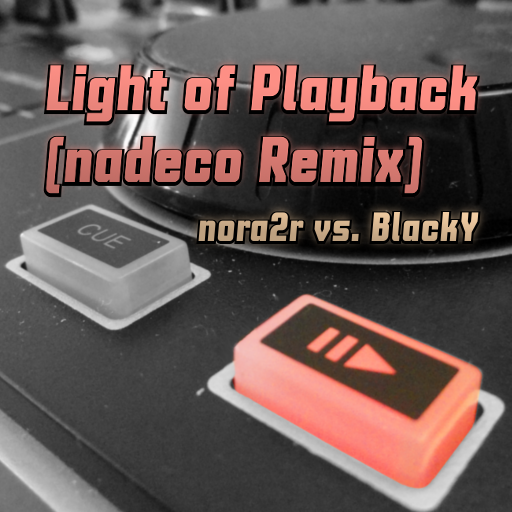 Light of Playback
(nadeco Remix)
nora2r vs. BlackY
CUE